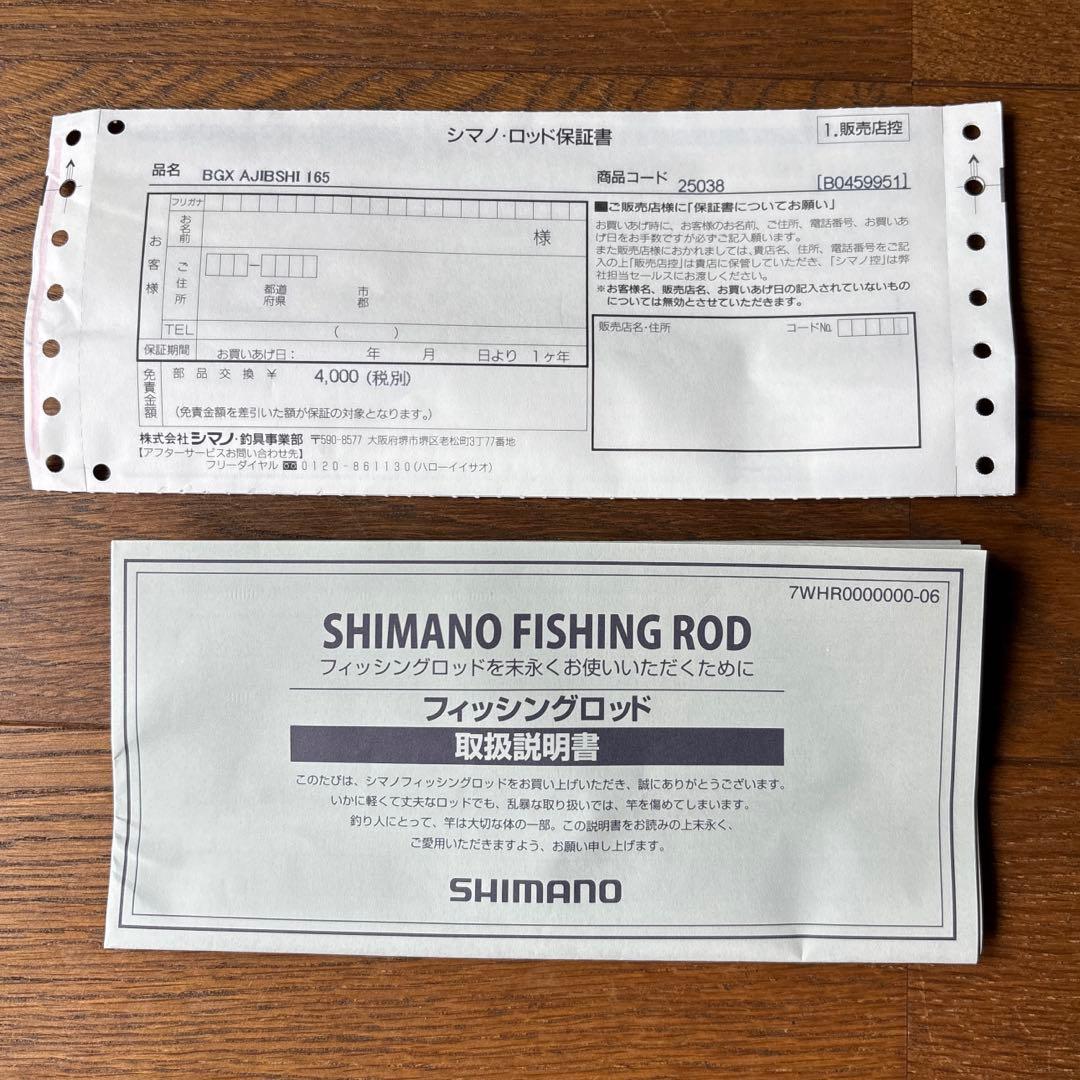 シマノ・ロッド保証書
1.販売店控
品名 BGX AJIBSHI 165
商品コード 25038 [B0459951]
フリガナ
お客様
お名前
様
ご住所
都道府県
市郡
TEL ( )
保証期間 お買いあげ日: 年 月 日より 1ヶ年
免責金額
部品交換 ¥ 4,000 (税別)
(免責金額を差引いた額が保証の対象となります。)
株式会社シマノ・釣具事業部 〒590-8577 大阪府堺市堺区老松町3丁77番地
【アフターサービスお問い合わせ先】
フリーダイヤル 0120-861130(ハローイイサオ)
■ご販売店様に「保証書についてお願い」
お買いあげ時に、お客様のお名前、ご住所、電話番号、お買いあ
げ日をお手数ですが必ずご記入願います。
また販売店様におかれましては、貴店名、住所、電話番号をご記
入の上「販売店控」は貴店に保管していただき、「シマノ控」は弊
社担当セールスにお渡しください。
※お客様名、販売店名、お買いあげ日の記入されていないもの
については無効とさせていただきます。
販売店名・住所 コードNo.
7WHR0000000-06
SHIMANO FISHING ROD
フィッシングロッドを末永くお使いいただくために
フィッシングロッド
取扱説明書
このたびは、シマノフィッシングロッドをお買い上げいただき、誠にありがとうございます。
いかに軽くて丈夫なロッドでも、乱暴な取り扱いでは、竿を傷めてしまいます。
釣り人にとって、竿は大切な体の一部。この説明書をお読みの上末永く、
ご愛用いただきますよう、お願い申し上げます。
SHIMANO